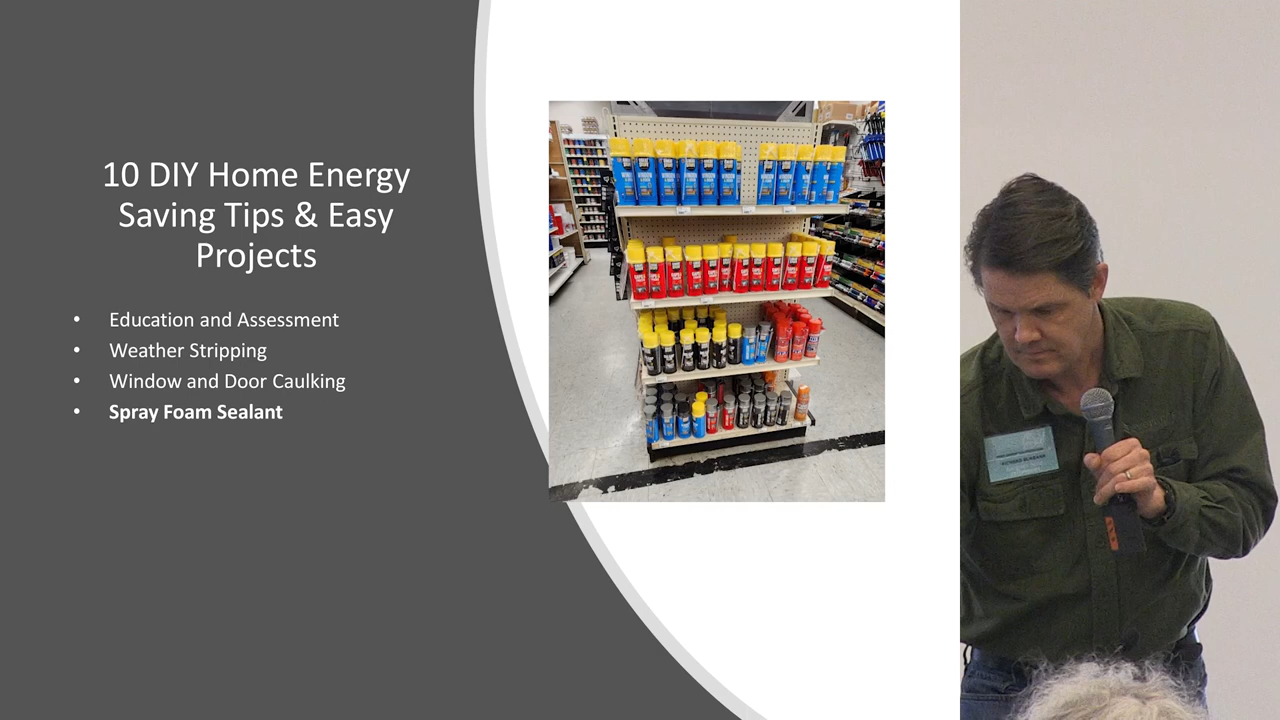 10 DIY Home Energy
Saving Tips & Easy
Projects
• Education and Assessment
• Weather Stripping
• Window and Door Caulking
• Spray Foam Sealant